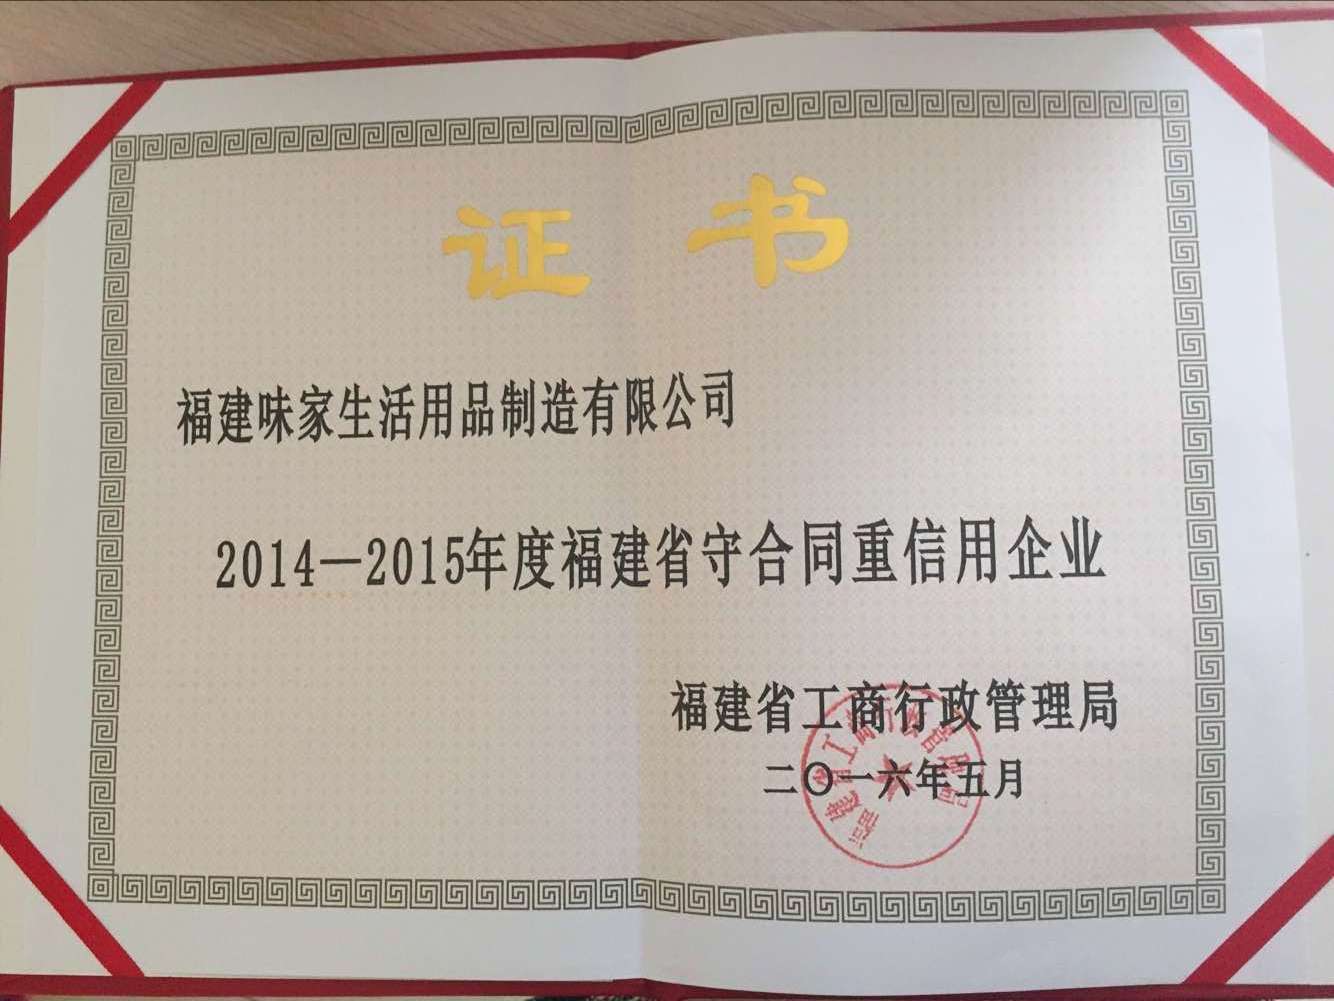 证书
福建味家生活用品制造有限公司
2014—2015年度福建省守合同重信用企业
福建省工商行政管理局
二〇一六年五月